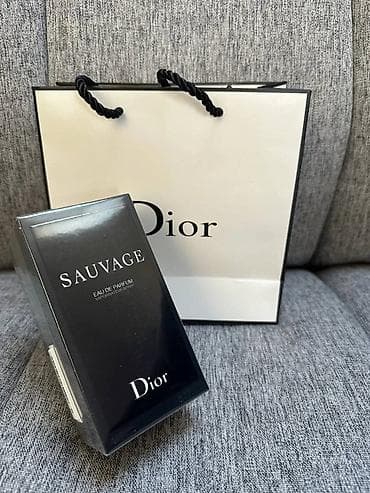 Dior
SAUVAGE
EAU DE PARFUM
Dior